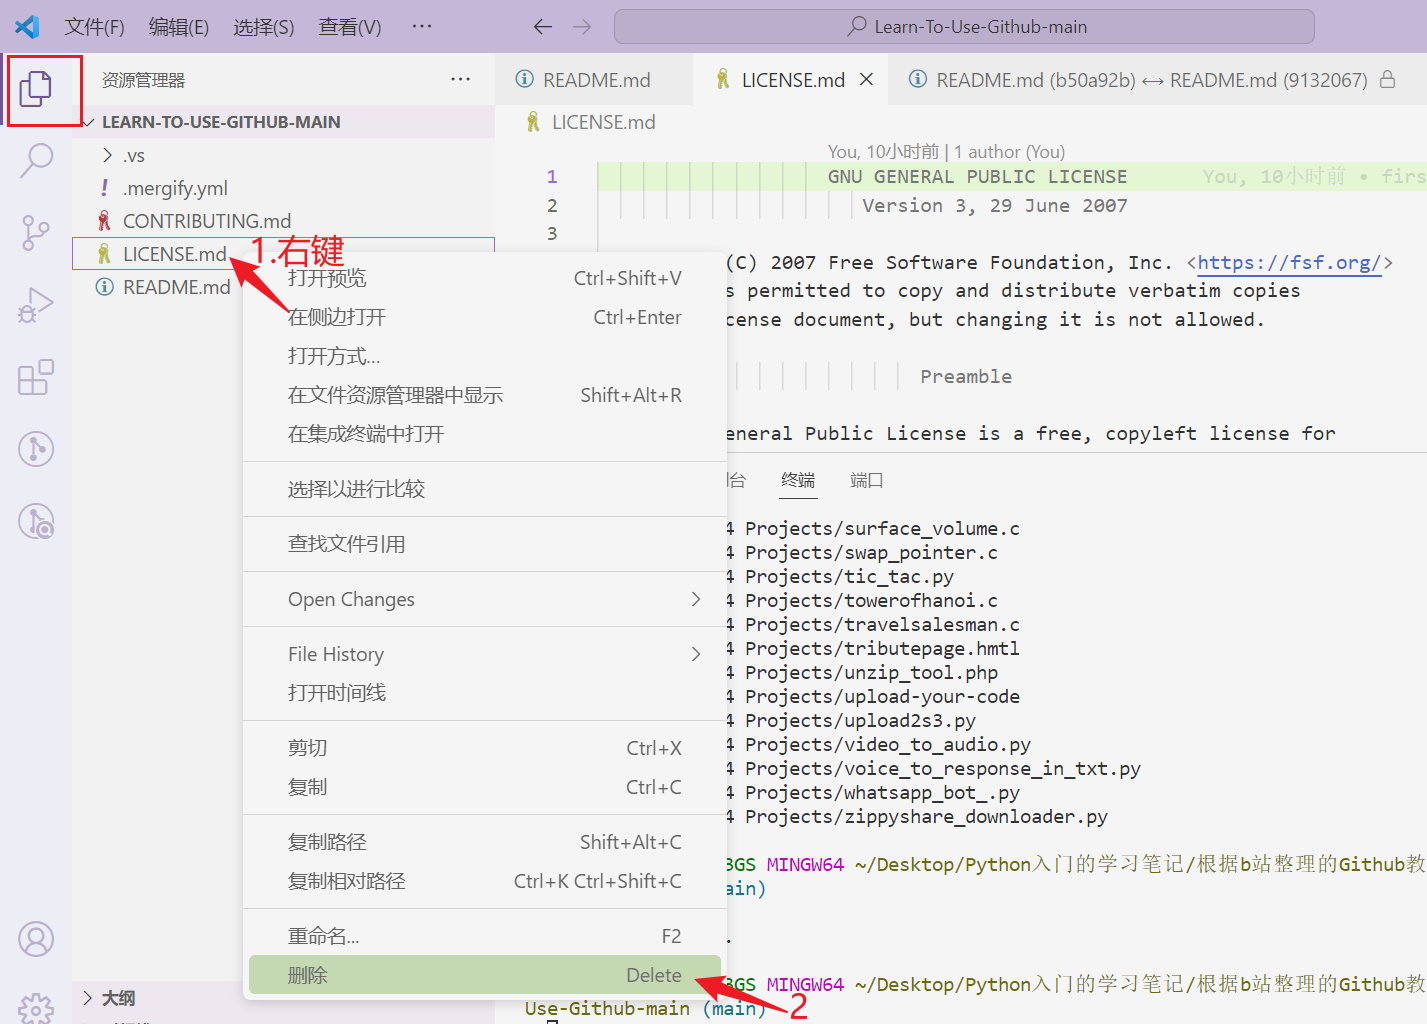 文件(F) 编辑(E) 选择(S) 查看(V) ··· Learn-To-Use-Github-main
资源管理器 ···
README.md LICENSE.md README.md (b50a92b) ↔ README.md (9132067)
LEARN-TO-USE-GITHUB-MAIN
.vs
.mergify.yml
CONTRIBUTING.md
LICENSE.md
README.md
1.右键
LICENSE.md
You, 10小时前 | 1 author (You)
1 GNU GENERAL PUBLIC LICENSE You, 10小时前 • firs
2 Version 3, 29 June 2007
3
(C) 2007 Free Software Foundation, Inc. <https://fsf.org/>
s permitted to copy and distribute verbatim copies
cense document, but changing it is not allowed.
Preamble
eneral Public License is a free, copyleft license for
打开预览 Ctrl+Shift+V
在侧边打开 Ctrl+Enter
打开方式...
在文件资源管理器中显示 Shift+Alt+R
在集成终端中打开
选择以进行比较
查找文件引用
Open Changes
File History
打开时间线
剪切 Ctrl+X
复制 Ctrl+C
复制路径 Shift+Alt+C
复制相对路径 Ctrl+K Ctrl+Shift+C
重命名... F2
删除 Delete
2
台 终端 端口
4 Projects/surface_volume.c
4 Projects/swap_pointer.c
4 Projects/tic_tac.py
4 Projects/towerofhanoi.c
4 Projects/travelsalesman.c
4 Projects/tributepage.hmtl
4 Projects/unzip_tool.php
4 Projects/upload-your-code
4 Projects/upload2s3.py
4 Projects/video_to_audio.py
4 Projects/voice_to_response_in_txt.py
4 Projects/whatsapp_bot_.py
4 Projects/zippyshare_downloader.py
3GS MINGW64 ~/Desktop/Python入门的学习笔记/根据b站整理的Github教
ain)
.
3GS MINGW64 ~/Desktop/Python入门的学习笔记/根据b站整理的Github教
Use-Github-main (main)
大纲